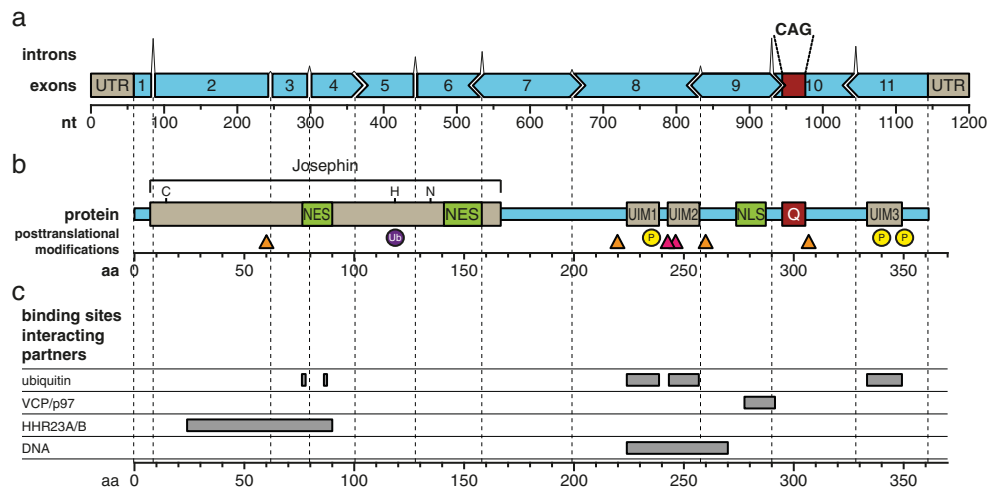 a
CAG
introns
exons UTR 1 2 3 4 5 6 7 8 9 10 11 UTR
nt 0 100 200 300 400 500 600 700 800 900 1000 1100 1200
b
Josephin
C H N
protein NES NES UIM1 UIM2 NLS Q UIM3
posttranslational
modifications Ub P P P
aa 0 50 100 150 200 250 300 350
c
binding sites
interacting
partners
ubiquitin
VCP/p97
HHR23A/B
DNA
aa 0 50 100 150 200 250 300 350